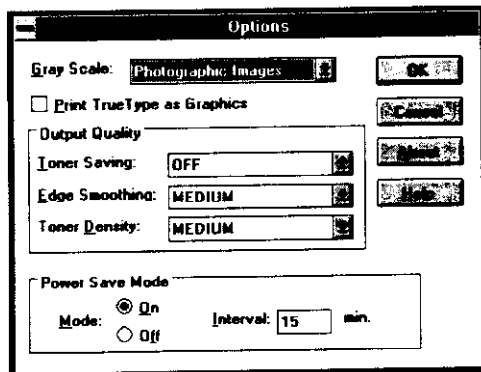 Options
Gray Scale: Photographic Images
OK
Print TrueType as Graphics
Cancel
Output Quality
About
Toner Saving: OFF
Help
Edge Smoothing: MEDIUM
Toner Density: MEDIUM
Power Save Mode
Mode: On
Off
Interval: 15 min.